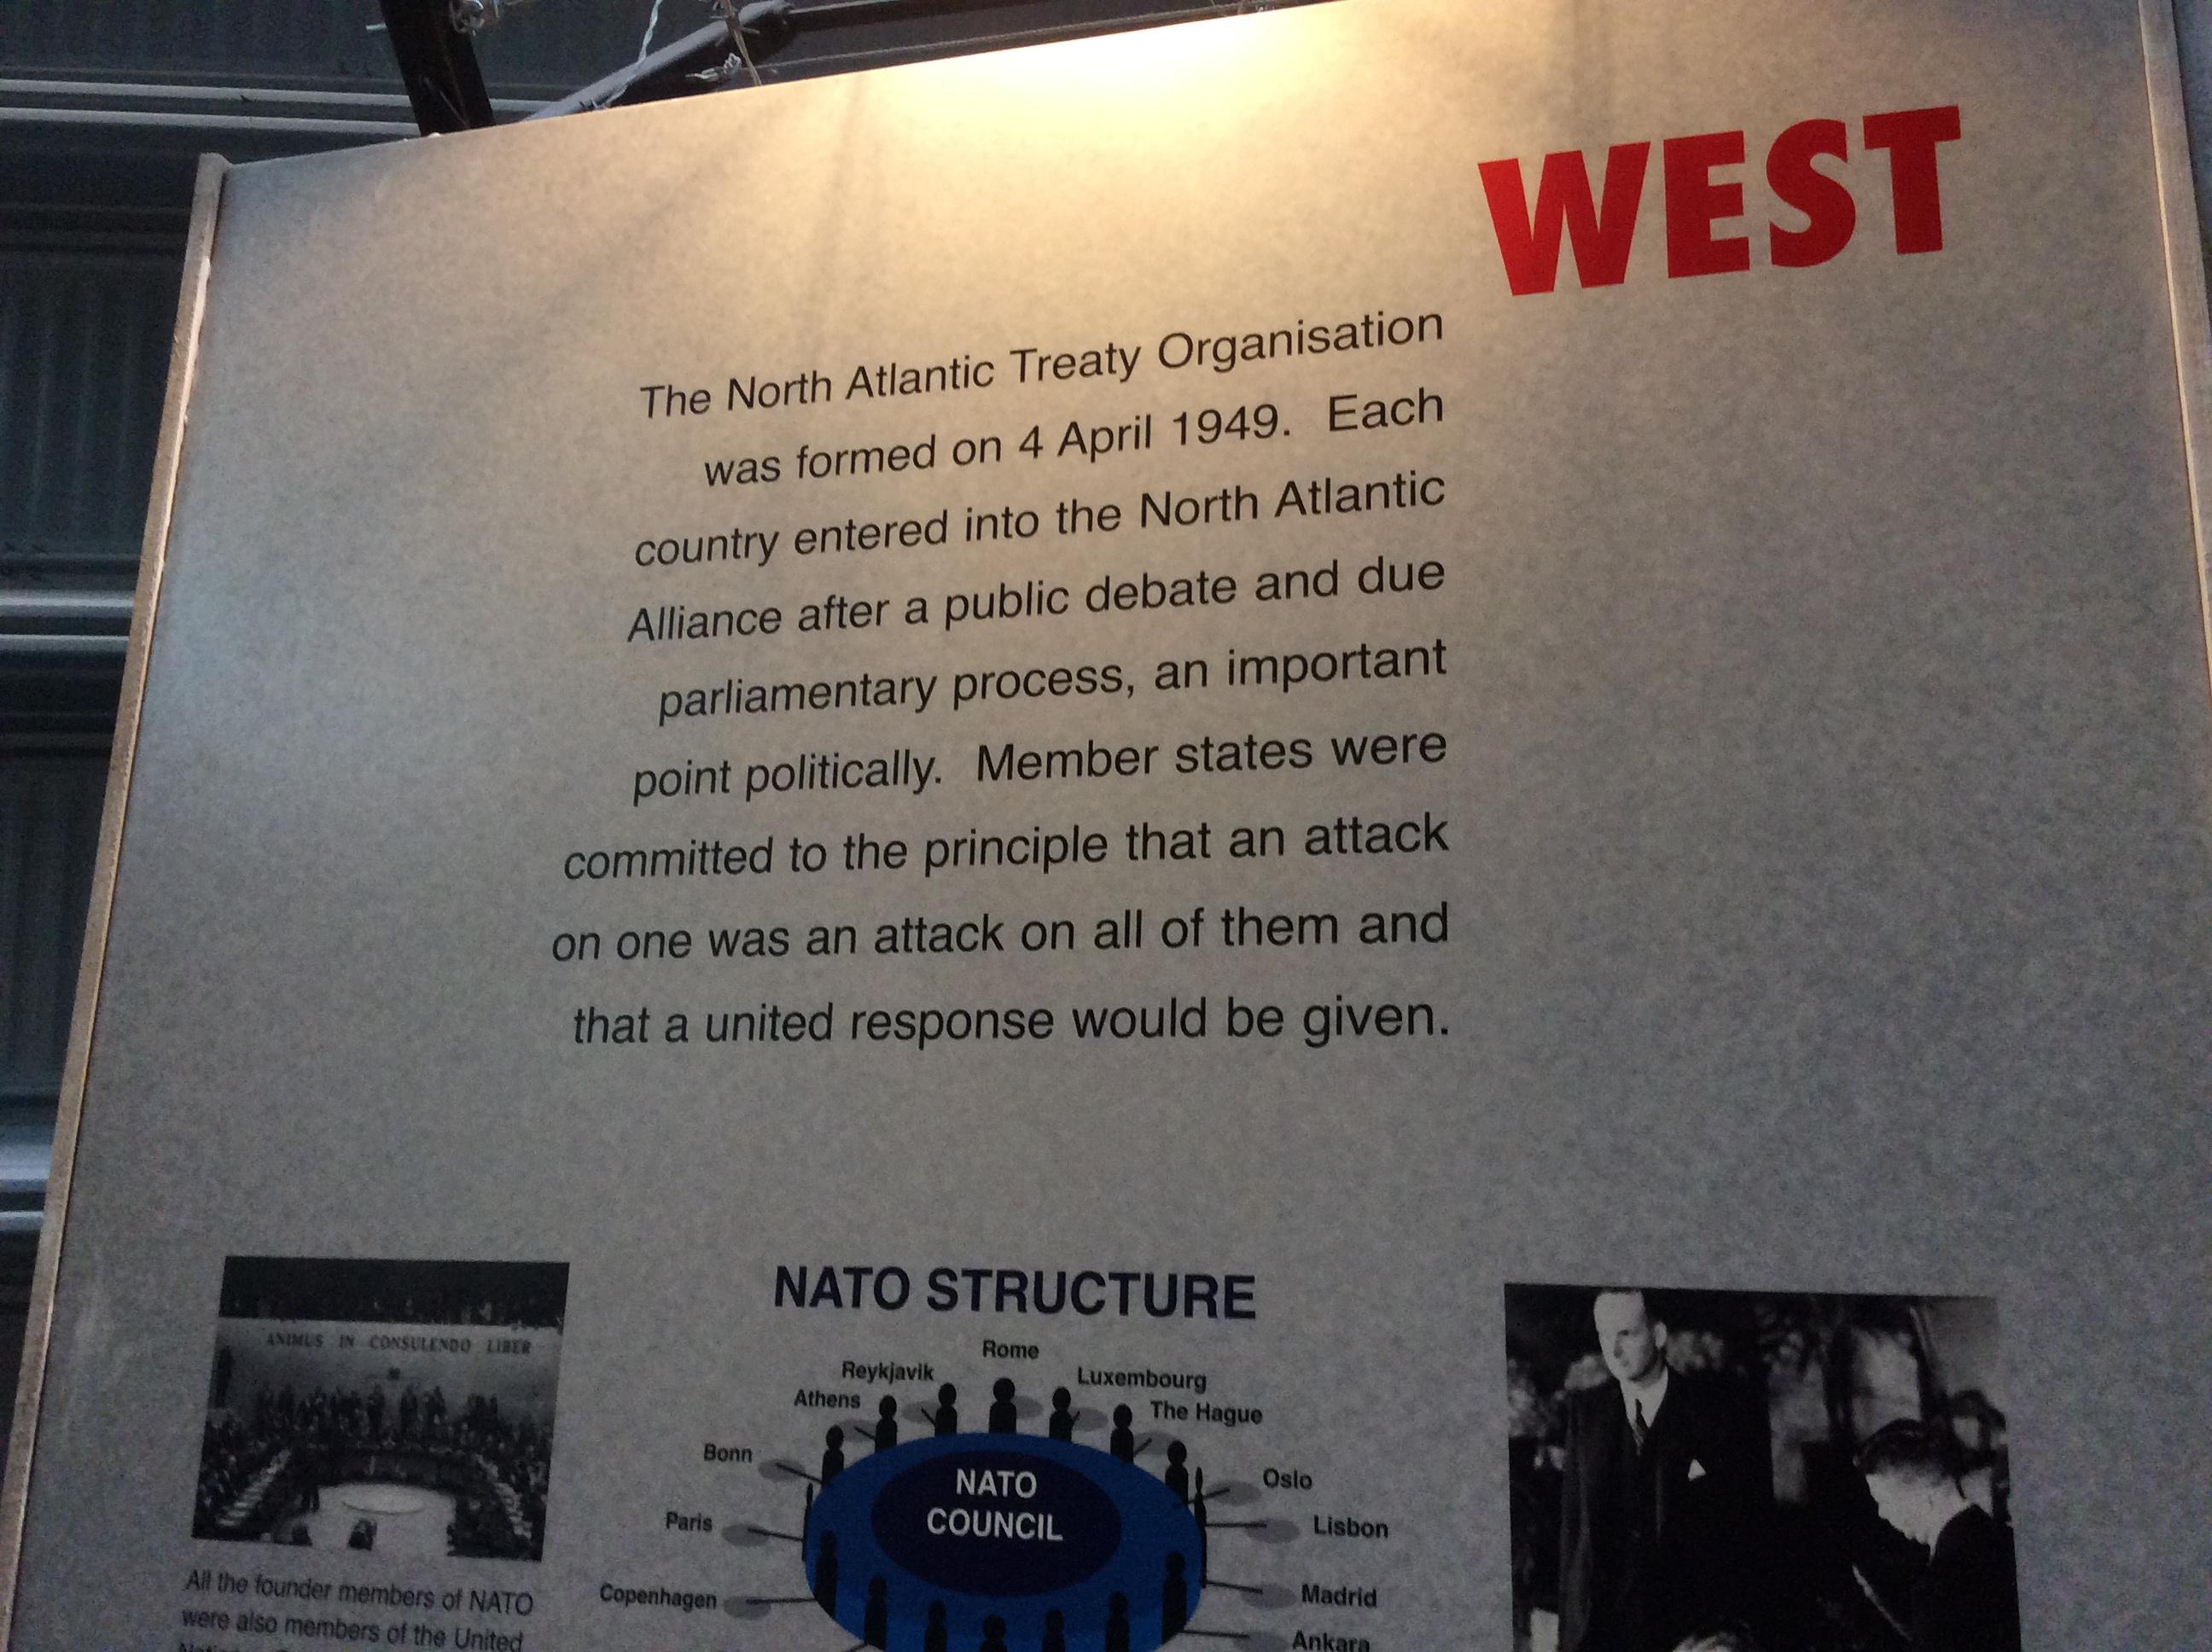 WEST
The North Atlantic Treaty Organisation
was formed on 4 April 1949. Each
country entered into the North Atlantic
Alliance after a public debate and due
parliamentary process, an important
point politically. Member states were
committed to the principle that an attack
on one was an attack on all of them and
that a united response would be given.
ANIMUS IN CONSULENDO LIBER
All the founder members of NATO
were also members of the United
NATO STRUCTURE
Rome
Reykjavik
Luxembourg
Athens
The Hague
Bonn
Oslo
Paris
Lisbon
Copenhagen
Madrid
Ankara
NATO
COUNCIL